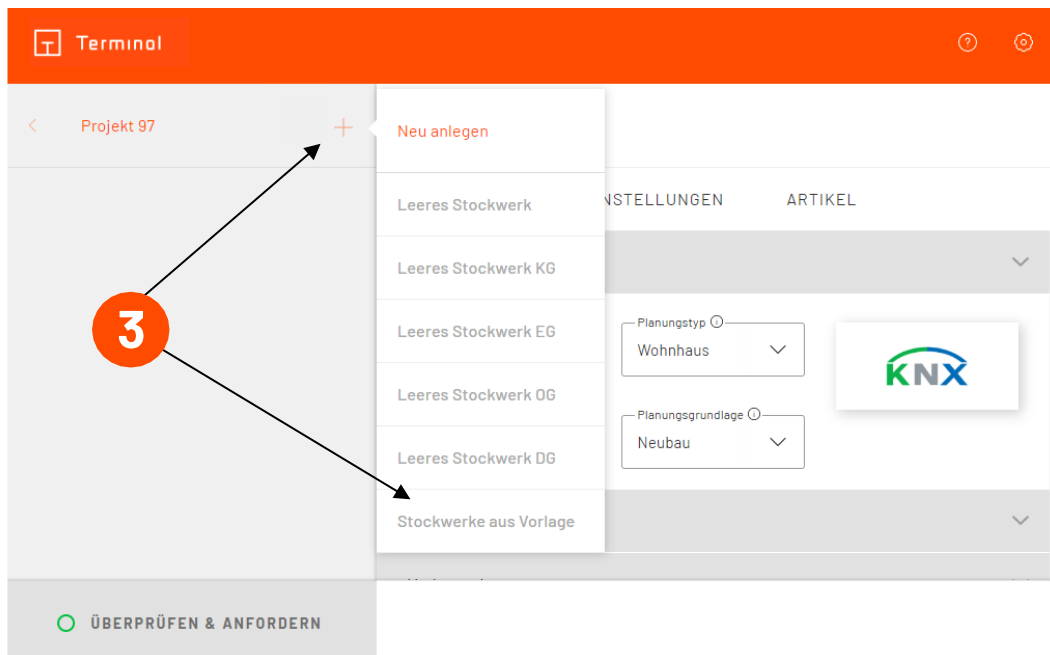 Terminal
Projekt 97
Neu anlegen
Leeres Stockwerk
NSTELLUNGEN
ARTIKEL
Leeres Stockwerk KG
3
Leeres Stockwerk EG
Planungstyp
Wohnhaus
KNX
Leeres Stockwerk OG
Planungsgrundlage
Neubau
Leeres Stockwerk DG
Stockwerke aus Vorlage
ÜBERPRÜFEN & ANFORDERN